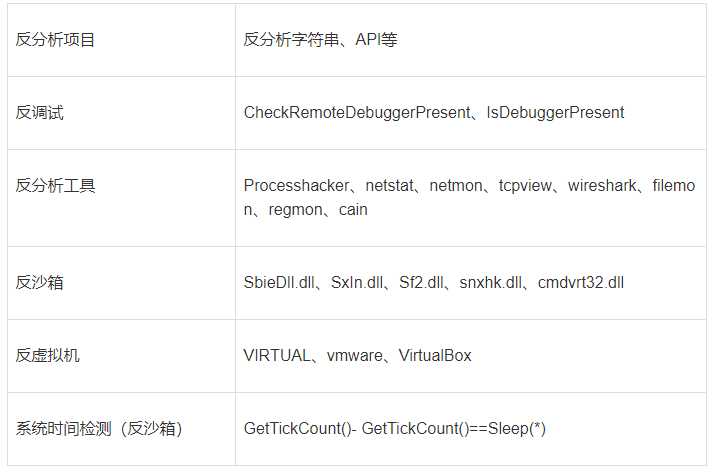 反分析项目
反分析字符串、API等
反调试
CheckRemoteDebuggerPresent、IsDebuggerPresent
反分析工具
Processhacker、netstat、netmon、tcpview、wireshark、filemo
n、regmon、cain
反沙箱
SbieDll.dll、SxIn.dll、Sf2.dll、snxhk.dll、cmdvrt32.dll
反虚拟机
VIRTUAL、vmware、VirtualBox
系统时间检测（反沙箱）
GetTickCount()- GetTickCount()==Sleep(*)